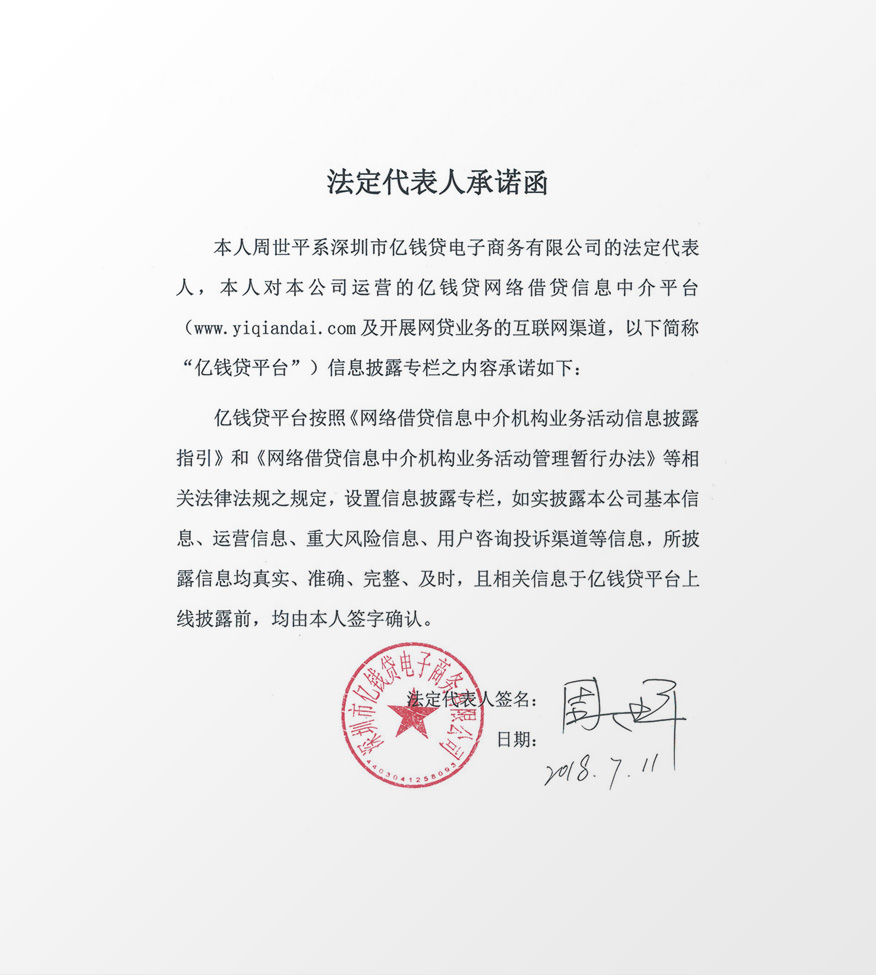 法定代表人承诺函
本人周世平系深圳市亿钱贷电子商务有限公司的法定代表
人，本人对本公司运营的亿钱贷网络借贷信息中介平台
（www.yiqiandai.com及开展网贷业务的互联网渠道，以下简称
“亿钱贷平台”）信息披露专栏之内容承诺如下：
亿钱贷平台按照《网络借贷信息中介机构业务活动信息披露
指引》和《网络借贷信息中介机构业务活动管理暂行办法》等相
关法律法规之规定，设置信息披露专栏，如实披露本公司基本信
息、运营信息、重大风险信息、用户咨询投诉渠道等信息，所披
露信息均真实、准确、完整、及时，且相关信息于亿钱贷平台上
线披露前，均由本人签字确认。
深圳市亿钱贷电子商务有限公司
4403041258093
法定代表人签名：周世平
日期：
2018.7.11